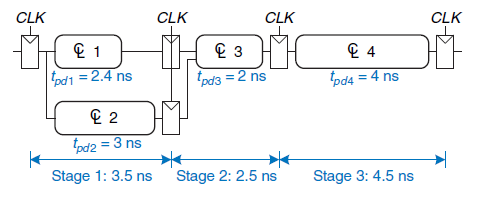 CLK CLK CLK CLK
CL 1 CL 3 CL 4
tpd1 = 2.4 ns tpd3 = 2 ns tpd4 = 4 ns
CL 2
tpd2 = 3 ns
Stage 1: 3.5 ns Stage 2: 2.5 ns Stage 3: 4.5 ns